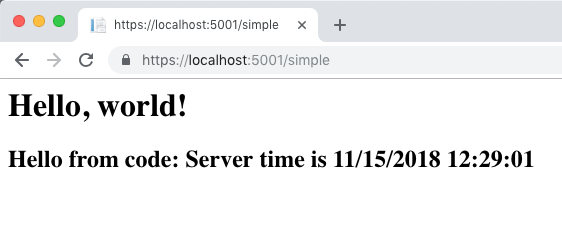 https://localhost:5001/simple
https://localhost:5001/simple
Hello, world!
Hello from code: Server time is 11/15/2018 12:29:01